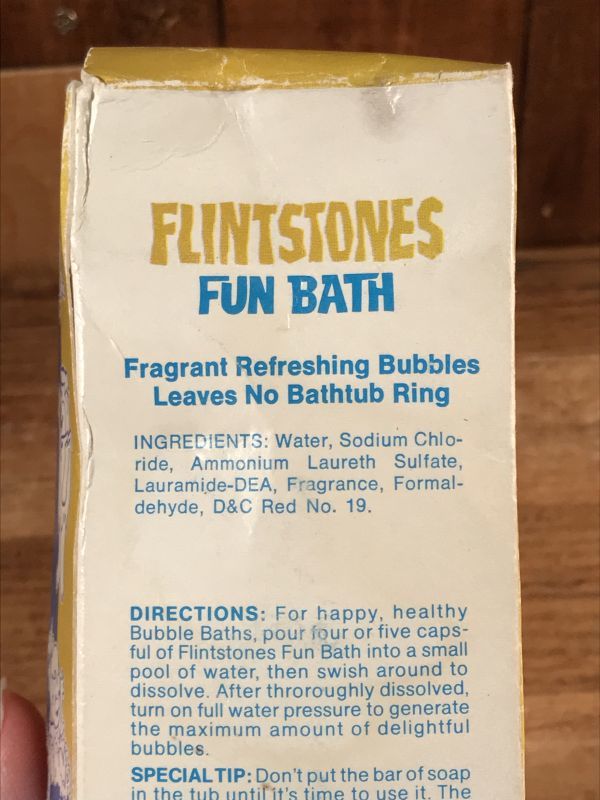 FLINTSTONES
FUN BATH
Fragrant Refreshing Bubbles
Leaves No Bathtub Ring
INGREDIENTS: Water, Sodium Chlo-
ride, Ammonium Laureth Sulfate,
Lauramide-DEA, Fragrance, Formal-
dehyde, D&C Red No. 19.
DIRECTIONS: For happy, healthy
Bubble Baths, pour four or five caps-
ful of Flintstones Fun Bath into a small
pool of water, then swish around to
dissolve. After throroughly dissolved,
turn on full water pressure to generate
the maximum amount of delightful
bubbles.
SPECIAL TIP: Don't put the bar of soap
in the tub until it's time to use it. The